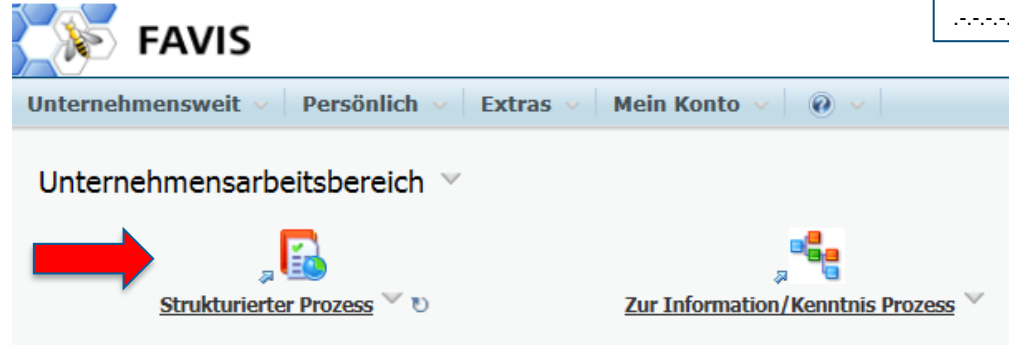 FAVIS
.-.-.-.-.
Unternehmensweit Persönlich Extras Mein Konto ?
Unternehmensarbeitsbereich
Strukturierter Prozess Zur Information/Kenntnis Prozess